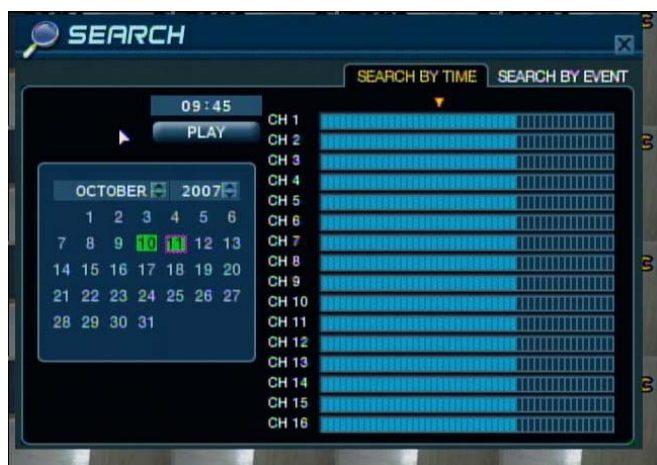 SEARCH
SEARCH BY TIME SEARCH BY EVENT
09:45
PLAY
OCTOBER 2007
1 2 3 4 5 6
7 8 9 10 11 12 13
14 15 16 17 18 19 20
21 22 23 24 25 26 27
28 29 30 31
CH 1
CH 2
CH 3
CH 4
CH 5
CH 6
CH 7
CH 8
CH 9
CH 10
CH 11
CH 12
CH 13
CH 14
CH 15
CH 16